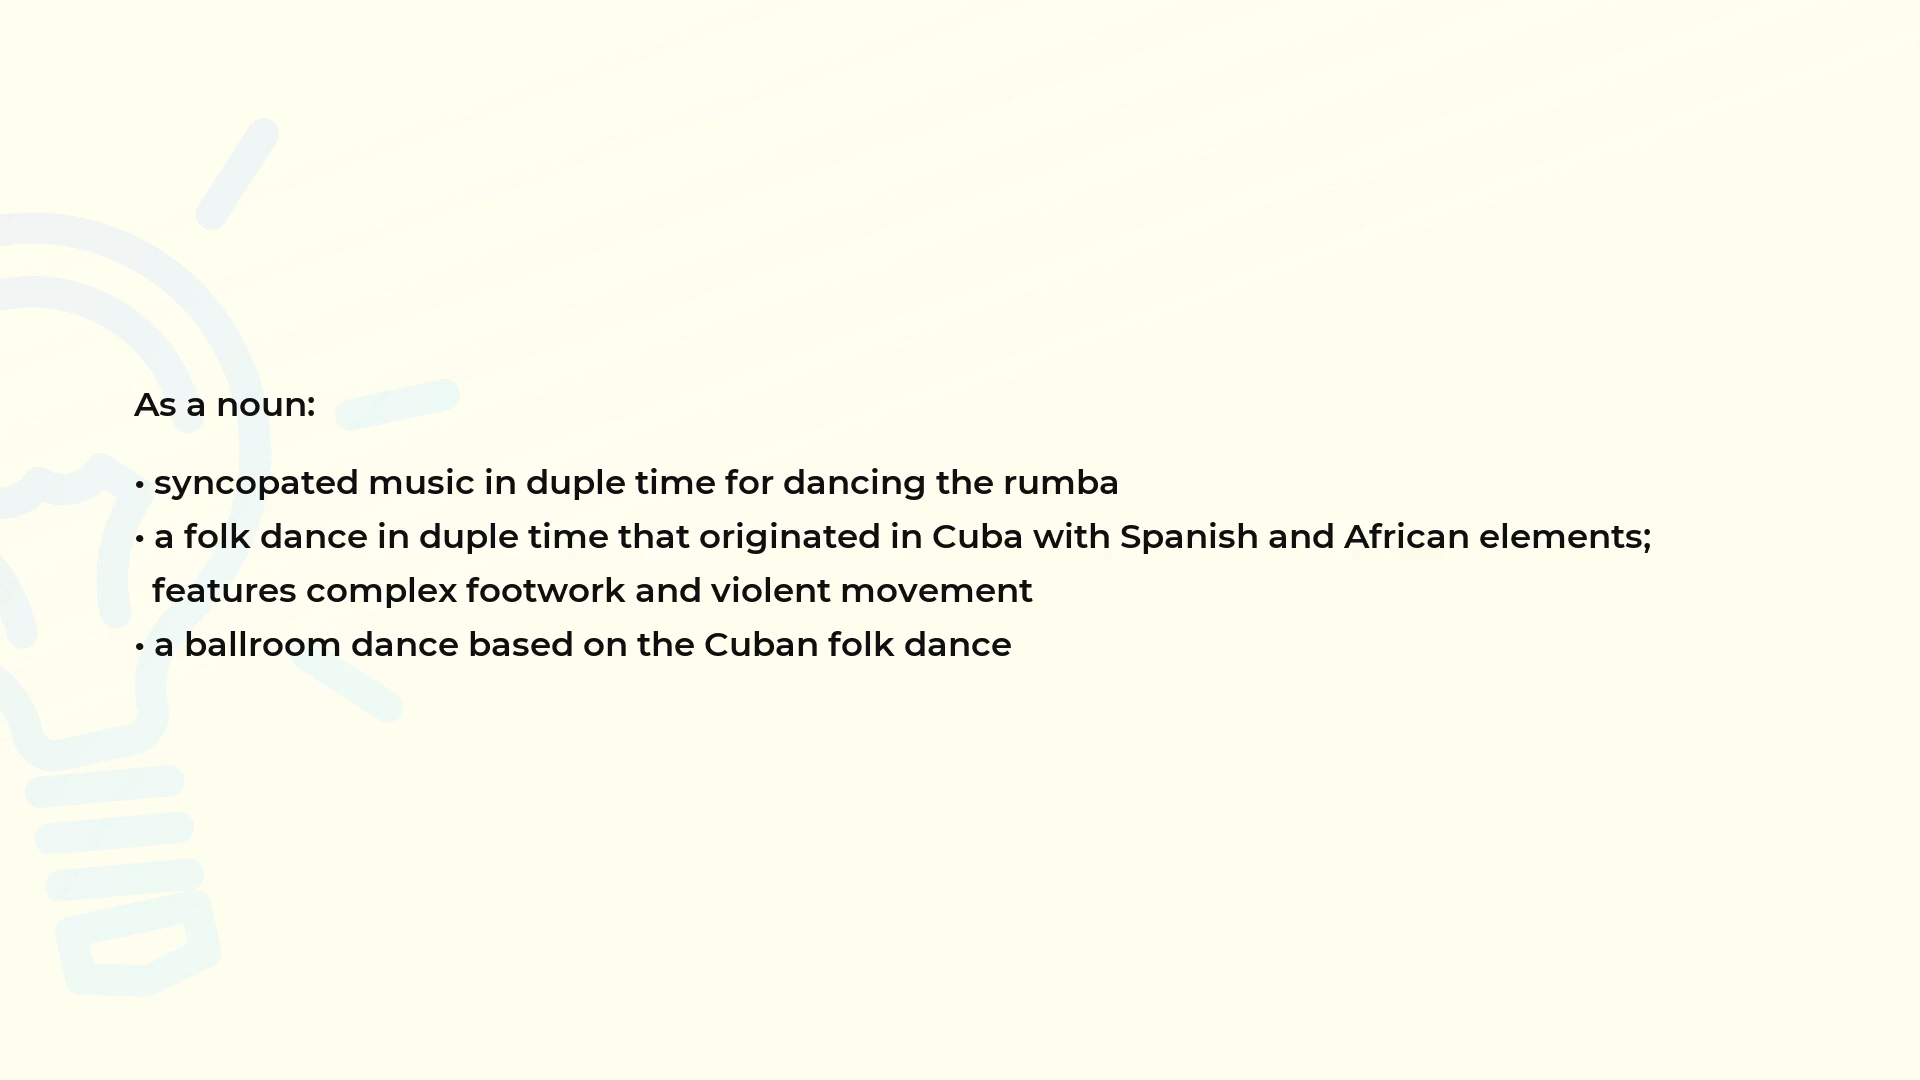 As a noun:
• syncopated music in duple time for dancing the rumba
• a folk dance in duple time that originated in Cuba with Spanish and African elements;
features complex footwork and violent movement
• a ballroom dance based on the Cuban folk dance